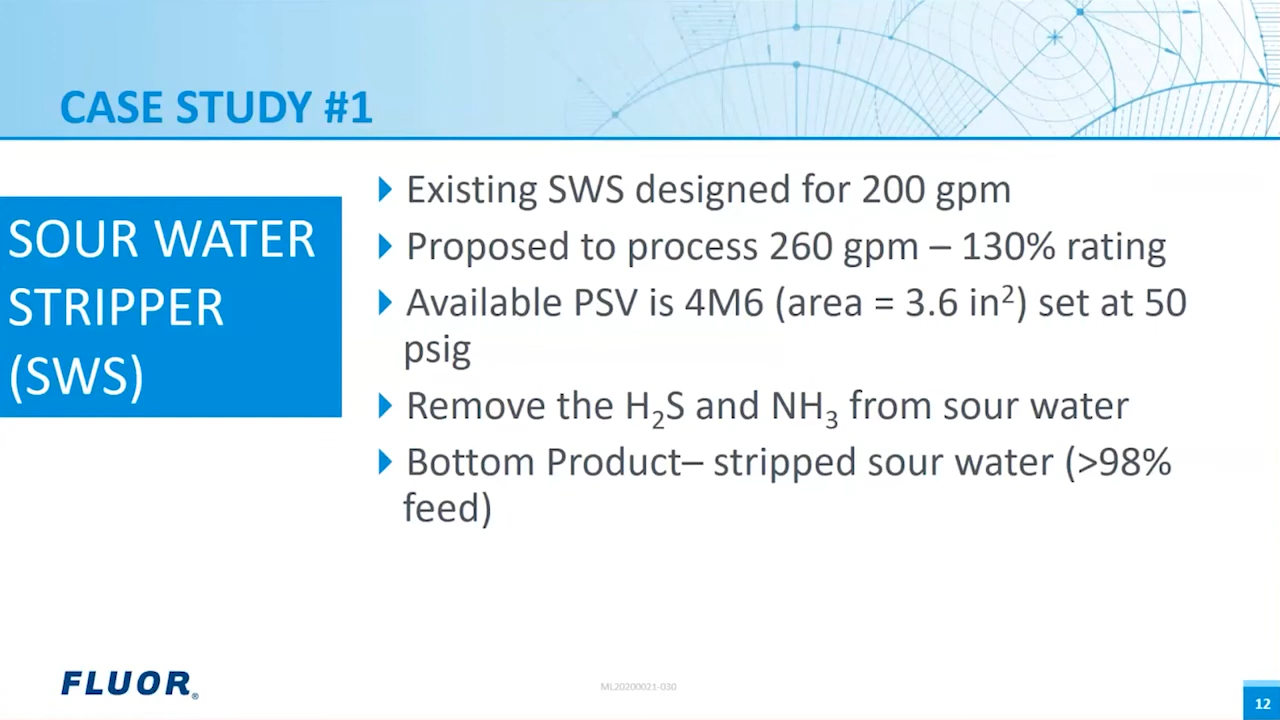 CASE STUDY #1
SOUR WATER
STRIPPER
(SWS)
Existing SWS designed for 200 gpm
Proposed to process 260 gpm – 130% rating
Available PSV is 4M6 (area = 3.6 in²) set at 50
psig
Remove the H₂S and NH₃ from sour water
Bottom Product– stripped sour water (>98%
feed)
FLUOR®
ML20200021-030
12